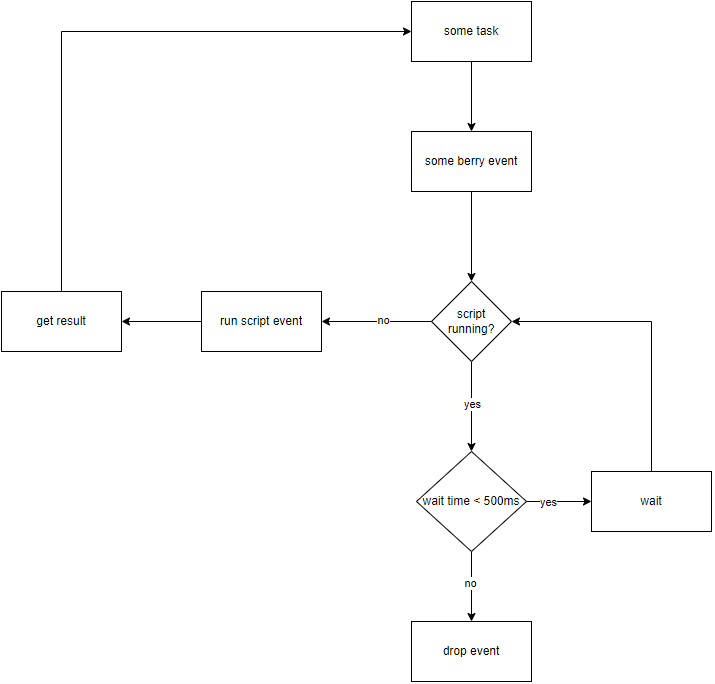 some task
some berry event
script
running?
no
run script event
get result
yes
wait time < 500ms
yes
wait
no
drop event